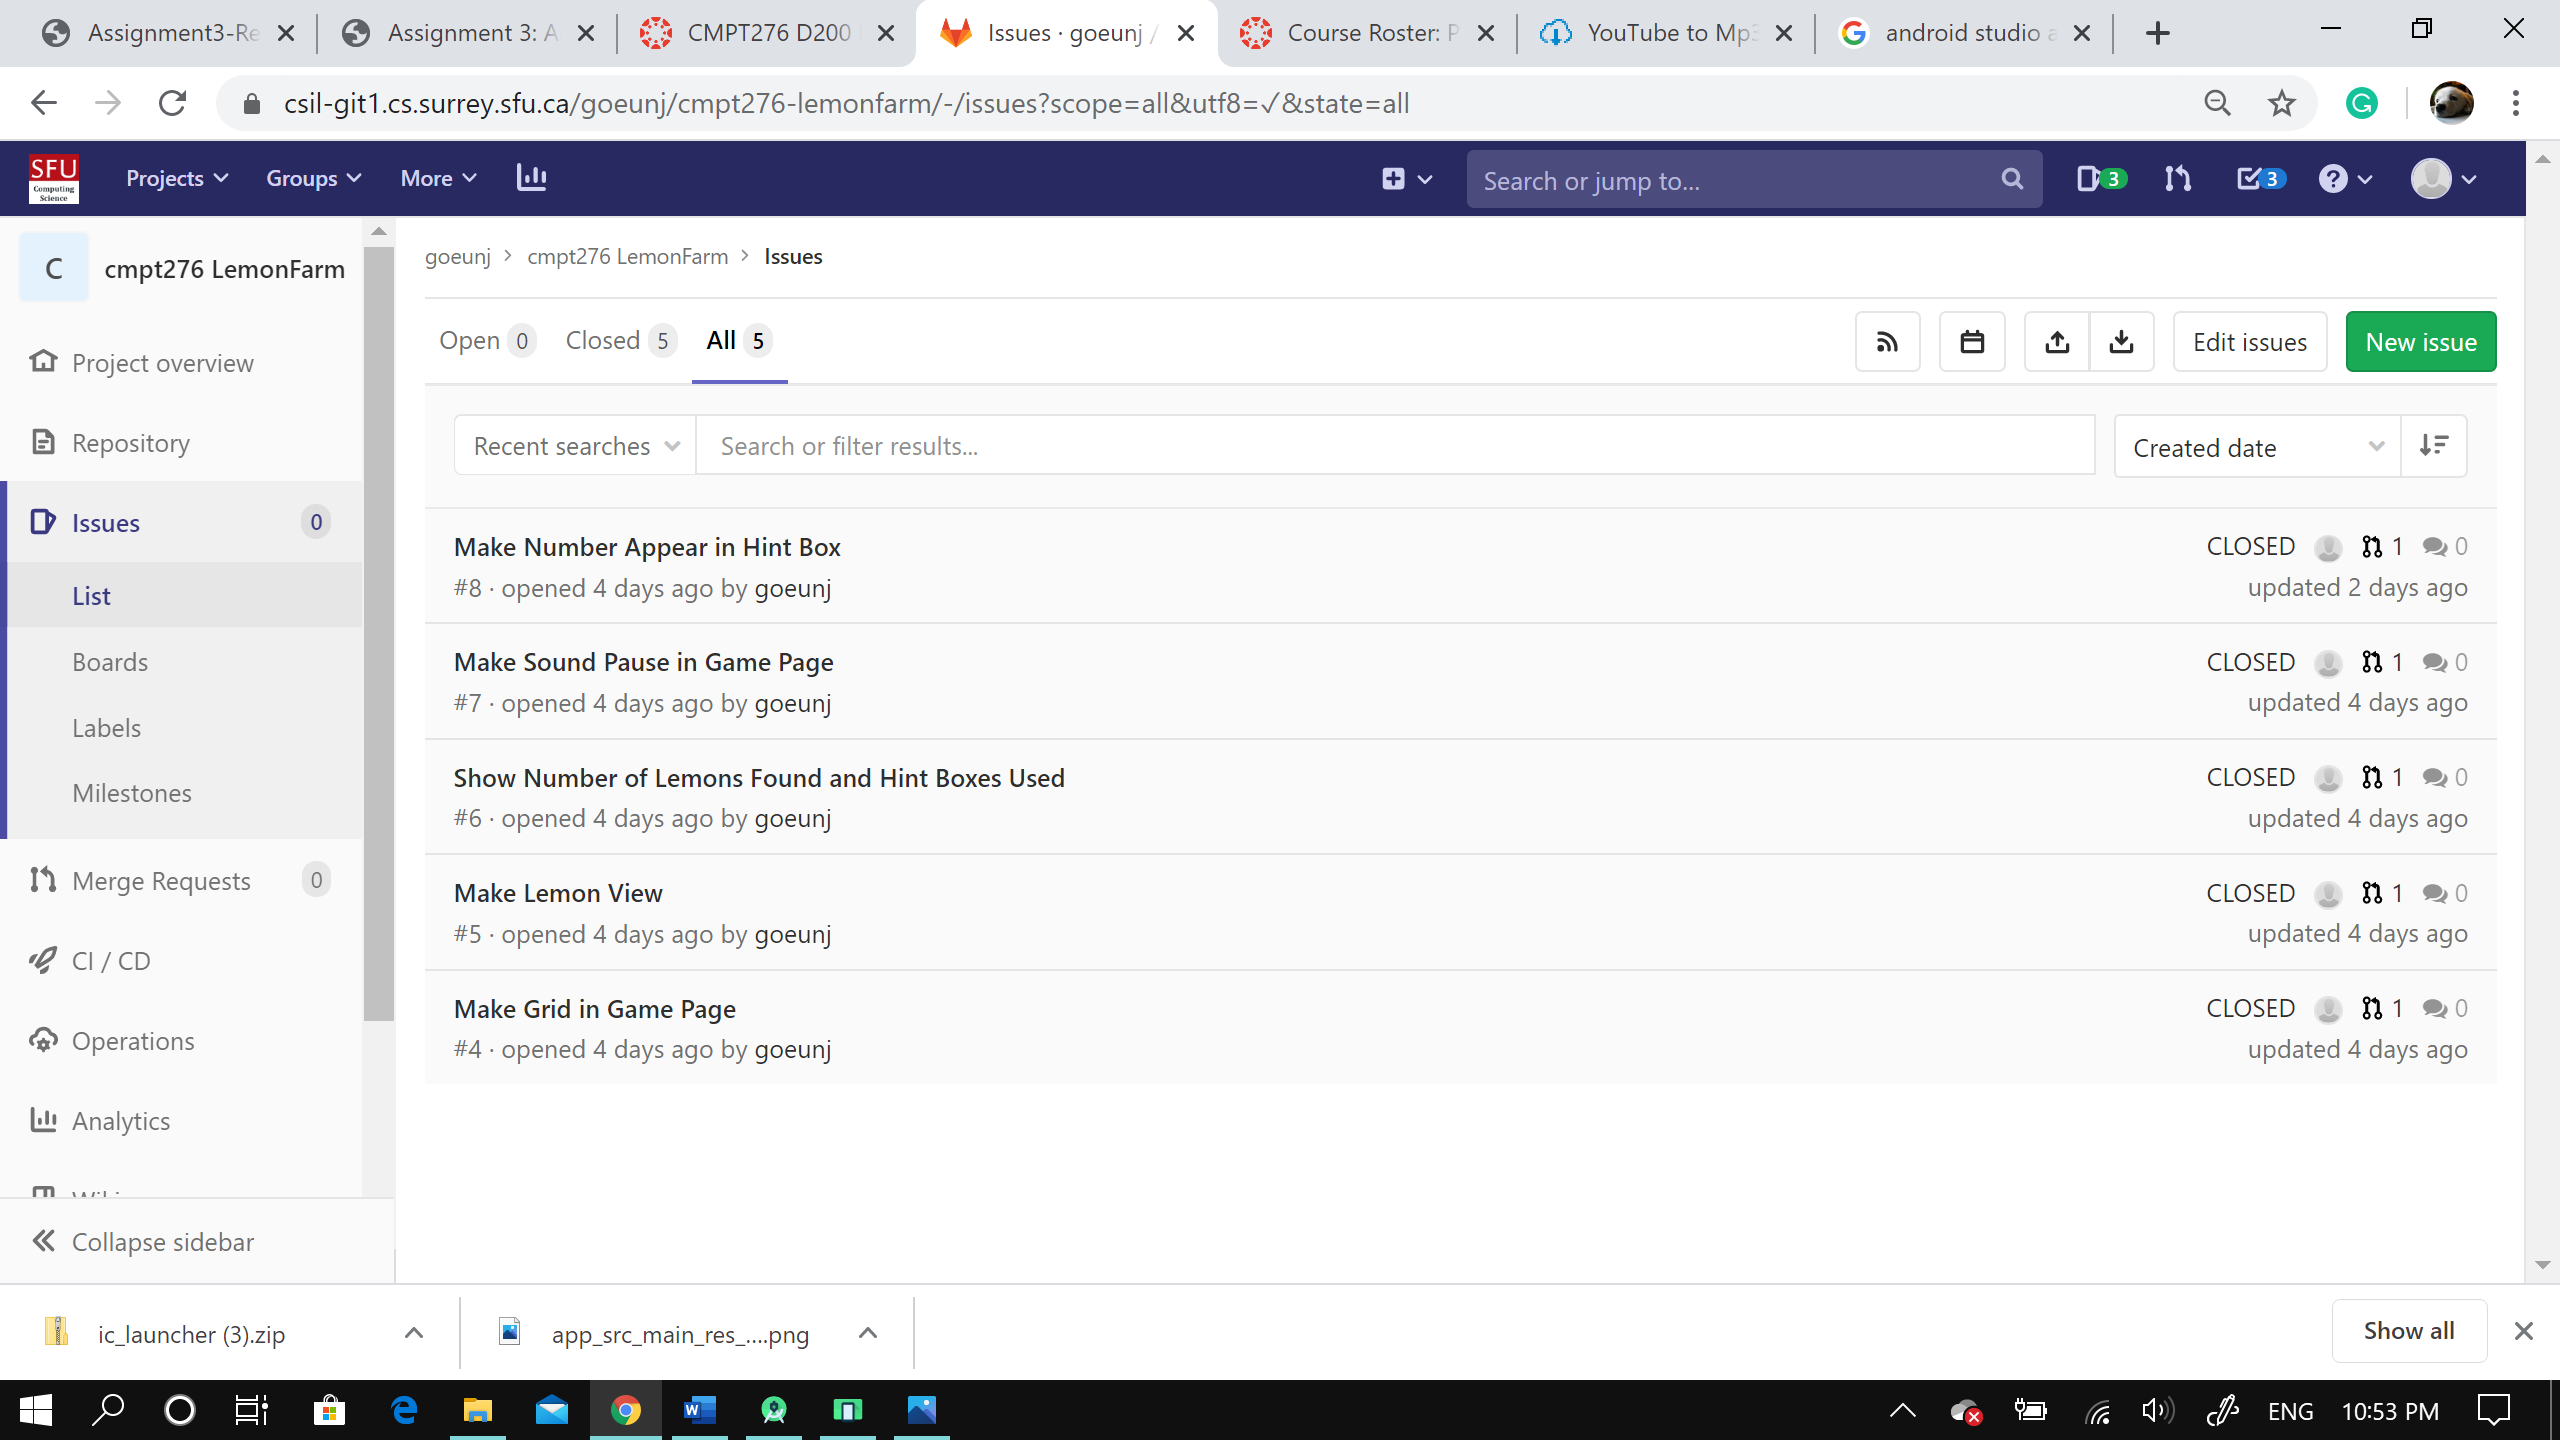 Assignment3-Re
Assignment 3: A
CMPT276 D200
Issues · goeunj /
Course Roster: P
YouTube to Mp3
android studio a
csil-git1.cs.surrey.sfu.ca/goeunj/cmpt276-lemonfarm/-/issues?scope=all&utf8=✓&state=all
SFU
Computing
Science
Projects
Groups
More
Search or jump to...
3
3
C
cmpt276 LemonFarm
Project overview
Repository
Issues 0
List
Boards
Labels
Milestones
Merge Requests 0
CI / CD
Operations
Analytics
Collapse sidebar
goeunj > cmpt276 LemonFarm > Issues
Open 0 Closed 5 All 5
Edit issues
New issue
Recent searches
Search or filter results...
Created date
Make Number Appear in Hint Box
CLOSED 1 0
#8 · opened 4 days ago by goeunj
updated 2 days ago
Make Sound Pause in Game Page
CLOSED 1 0
#7 · opened 4 days ago by goeunj
updated 4 days ago
Show Number of Lemons Found and Hint Boxes Used
CLOSED 1 0
#6 · opened 4 days ago by goeunj
updated 4 days ago
Make Lemon View
CLOSED 1 0
#5 · opened 4 days ago by goeunj
updated 4 days ago
Make Grid in Game Page
CLOSED 1 0
#4 · opened 4 days ago by goeunj
updated 4 days ago
ic_launcher (3).zip
app_src_main_res_....png
Show all
ENG
10:53 PM